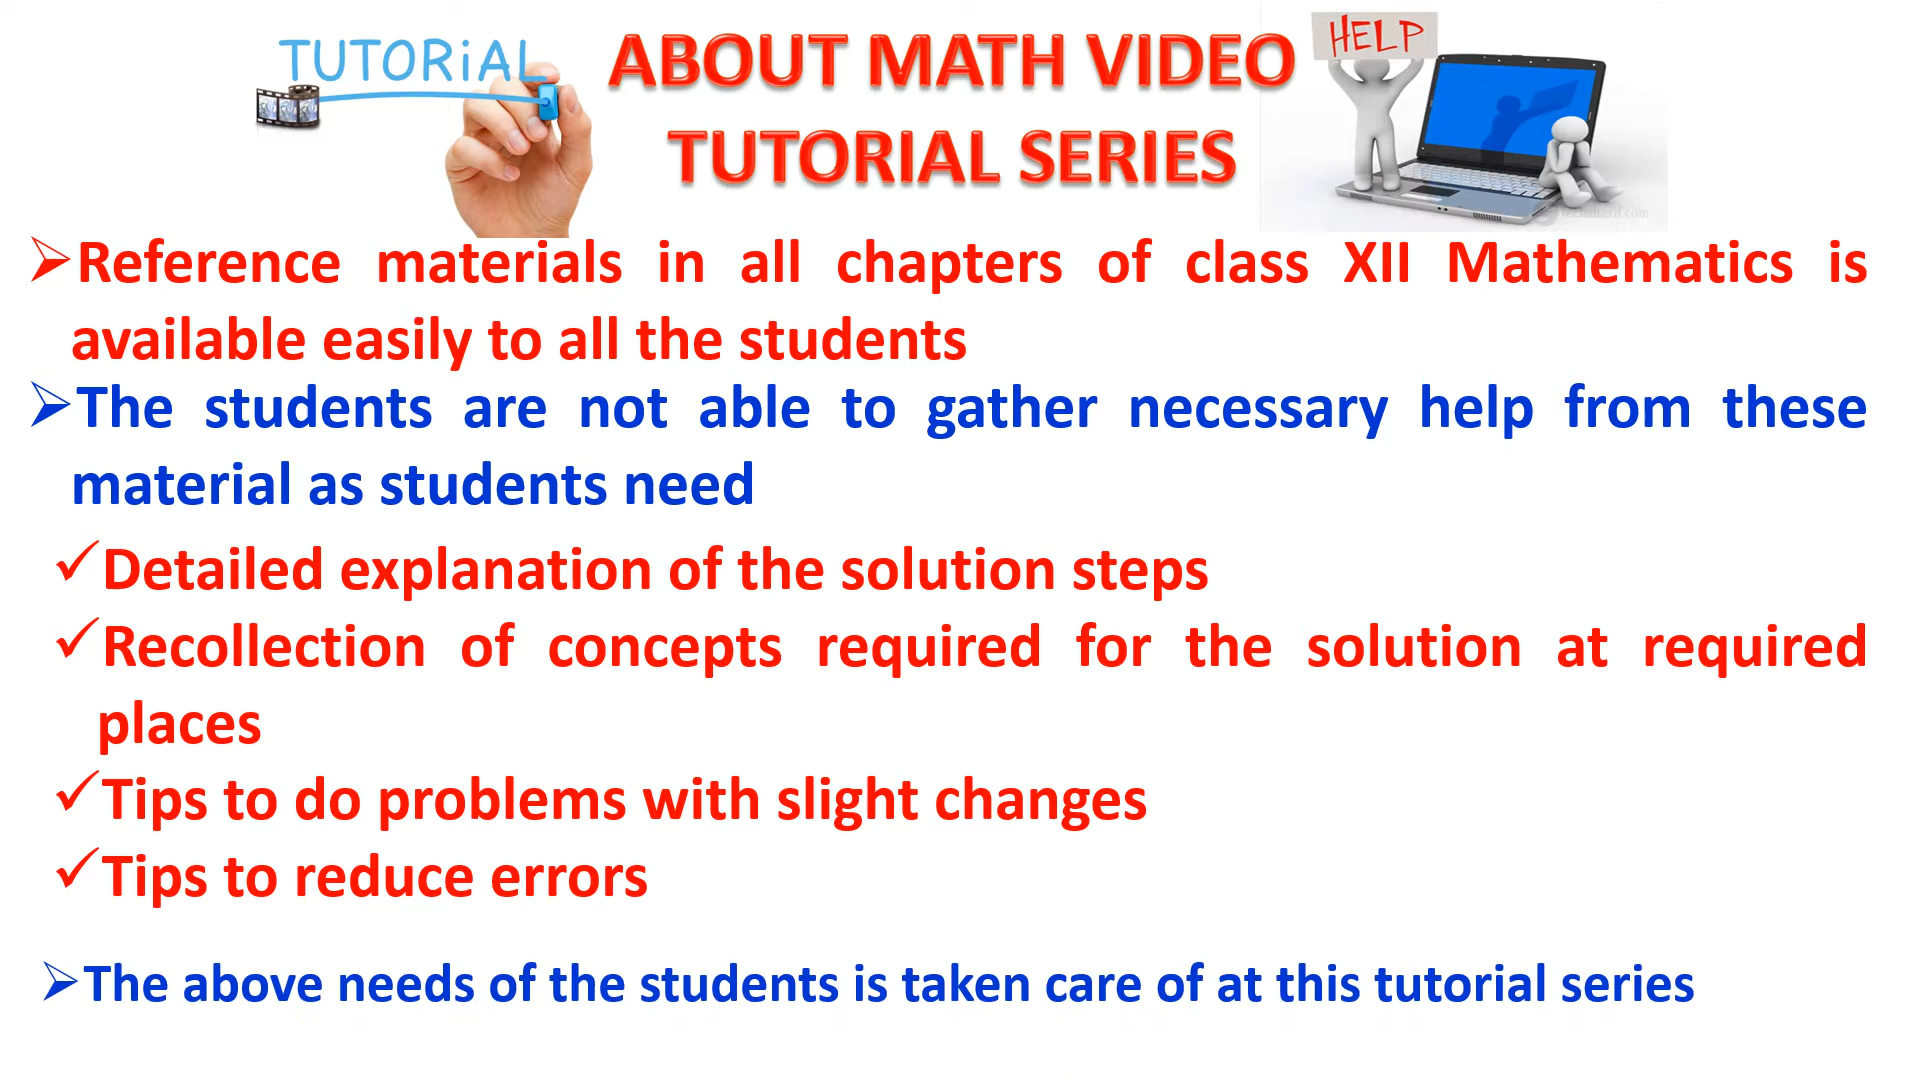 TUTORiAL
ABOUT MATH VIDEO
TUTORIAL SERIES
HELP
Reference materials in all chapters of class XII Mathematics is
available easily to all the students
The students are not able to gather necessary help from these
material as students need
Detailed explanation of the solution steps
Recollection of concepts required for the solution at required
places
Tips to do problems with slight changes
Tips to reduce errors
The above needs of the students is taken care of at this tutorial series